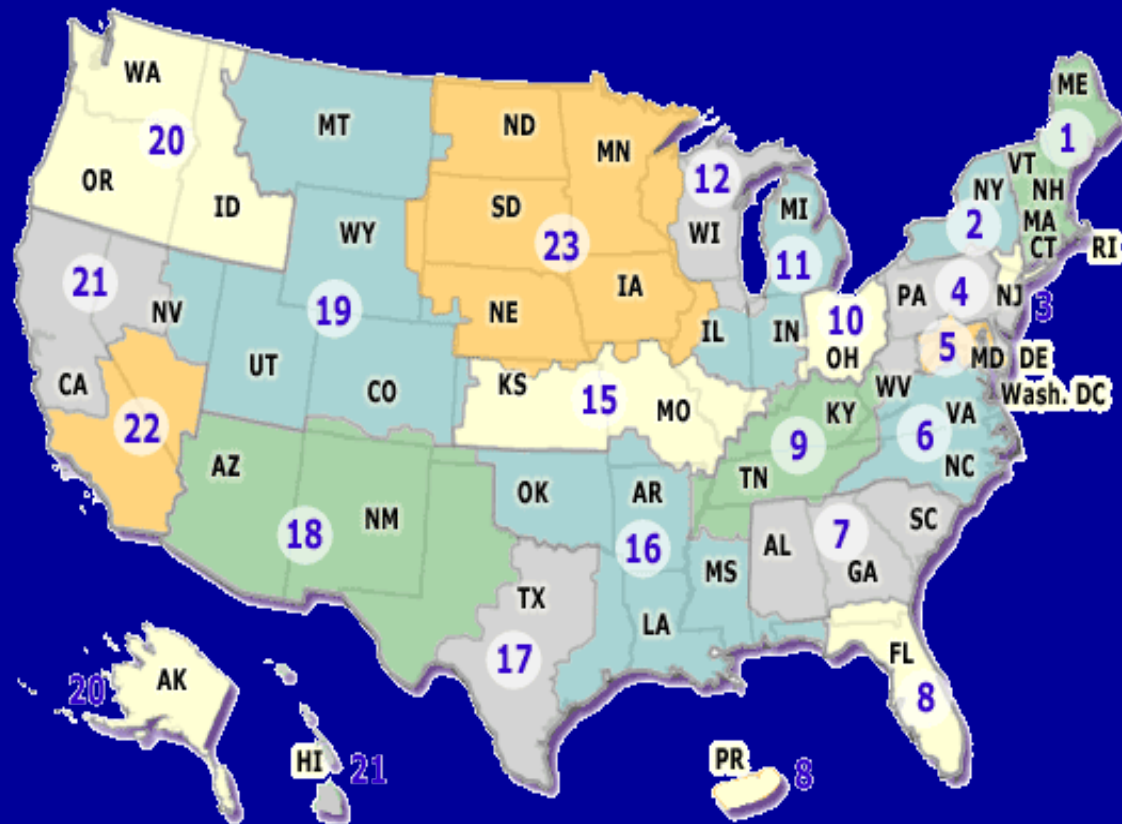 WA
ME
20
MT
ND
MN
1
OR
ID
12
VT
NY
NH
SD
WY
WI
MI
2
MA
CT
RI
23
21
11
NV
19
NE
IA
PA
4
NJ
3
IL
IN
10
OH
5
MD
DE
UT
CO
CA
KS
15
MO
WV
Wash. DC
22
KY
VA
6
9
NC
AZ
TN
OK
AR
NM
18
16
AL
7
SC
MS
GA
TX
LA
17
FL
8
AK
20
HI
21
PR
8